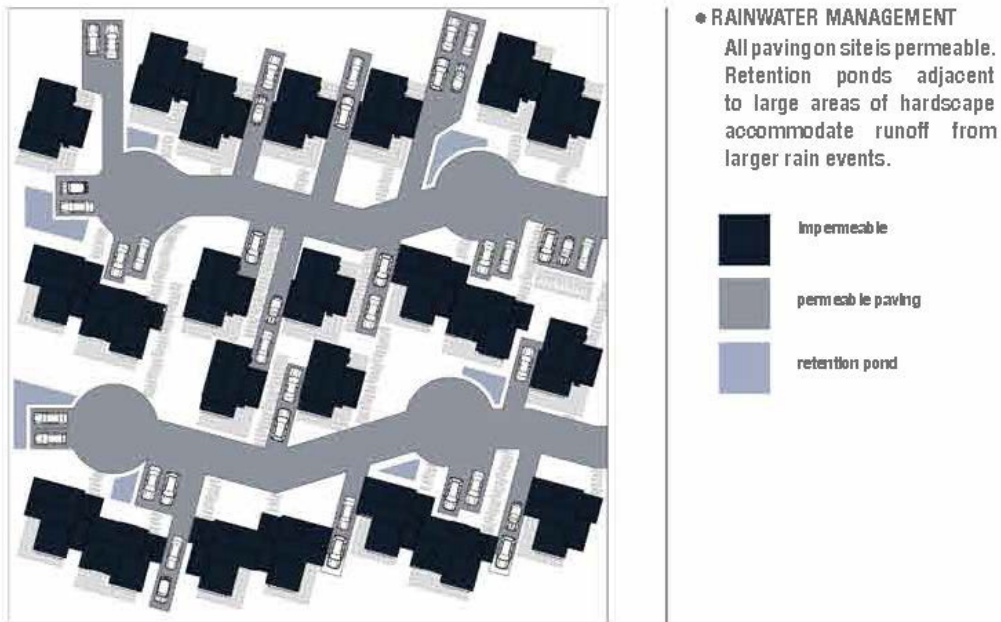 RAINWATER MANAGEMENT
All paving on site is permeable.
Retention ponds adjacent
to large areas of hardscape
accommodate runoff from
larger rain events.
impermeable
permeable paving
retention pond